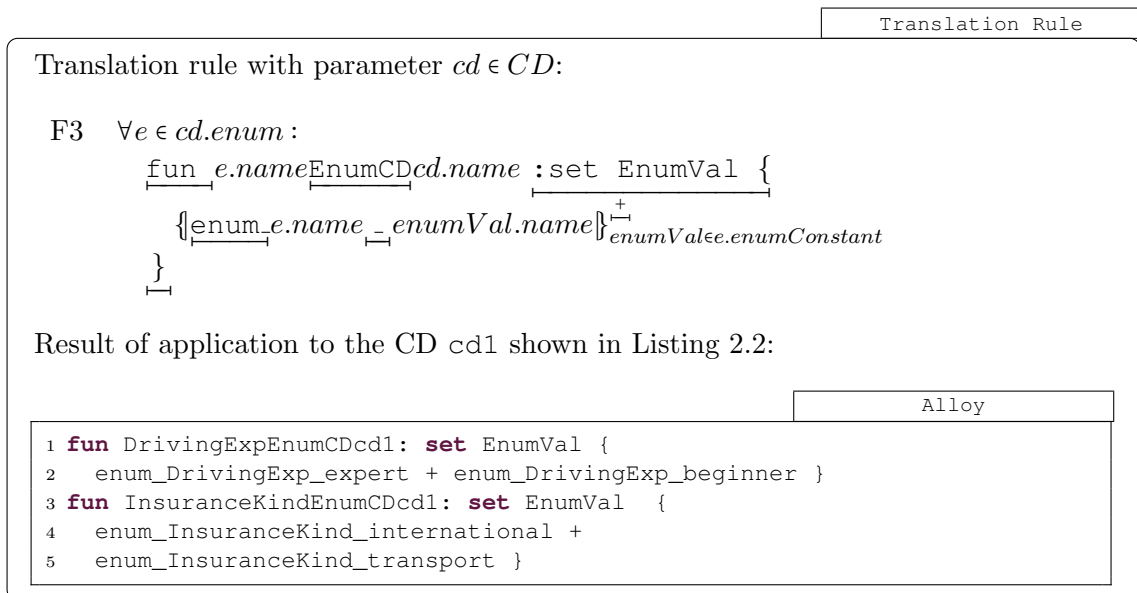 Translation Rule
Translation rule with parameter cd ∈ CD:
F3 ∀e ∈ cd.enum :
fun e.nameEnumCDcd.name :set EnumVal {
⦃enum_e.name_enumVal.name⦄⁺enumVal∈e.enumConstant
}
Result of application to the CD cd1 shown in Listing 2.2:
Alloy
1 fun DrivingExpEnumCDcd1: set EnumVal {
2 enum_DrivingExp_expert + enum_DrivingExp_beginner }
3 fun InsuranceKindEnumCDcd1: set EnumVal {
4 enum_InsuranceKind_international +
5 enum_InsuranceKind_transport }